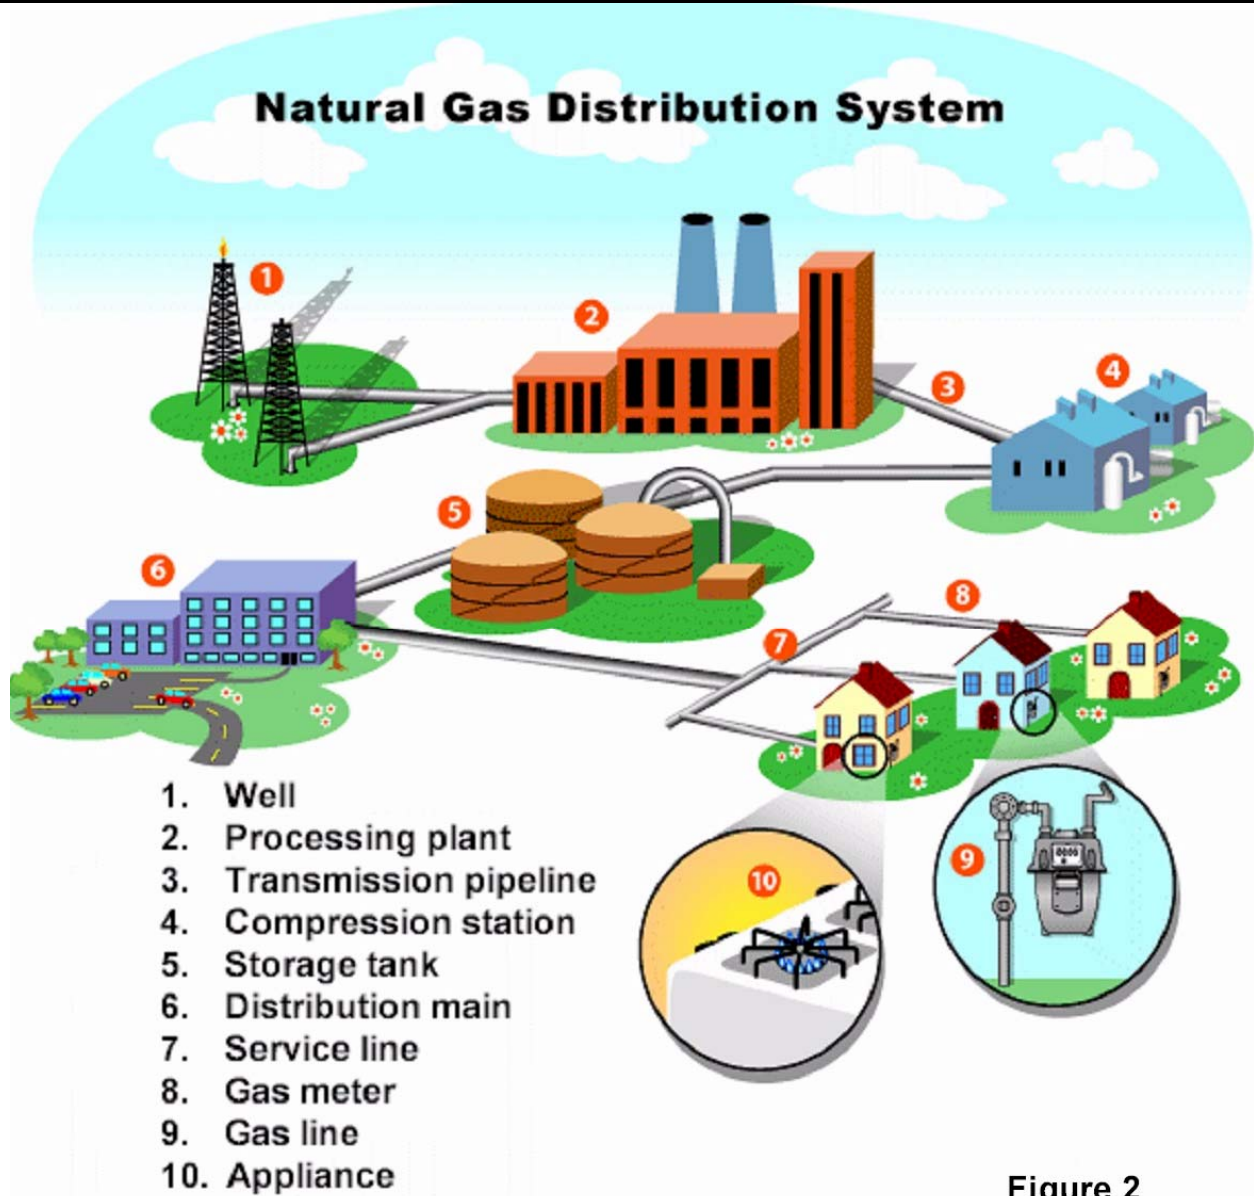 Natural Gas Distribution System
1
2
3
4
5
6
7
8
9
10
1. Well
2. Processing plant
3. Transmission pipeline
4. Compression station
5. Storage tank
6. Distribution main
7. Service line
8. Gas meter
9. Gas line
10. Appliance
Figure 2